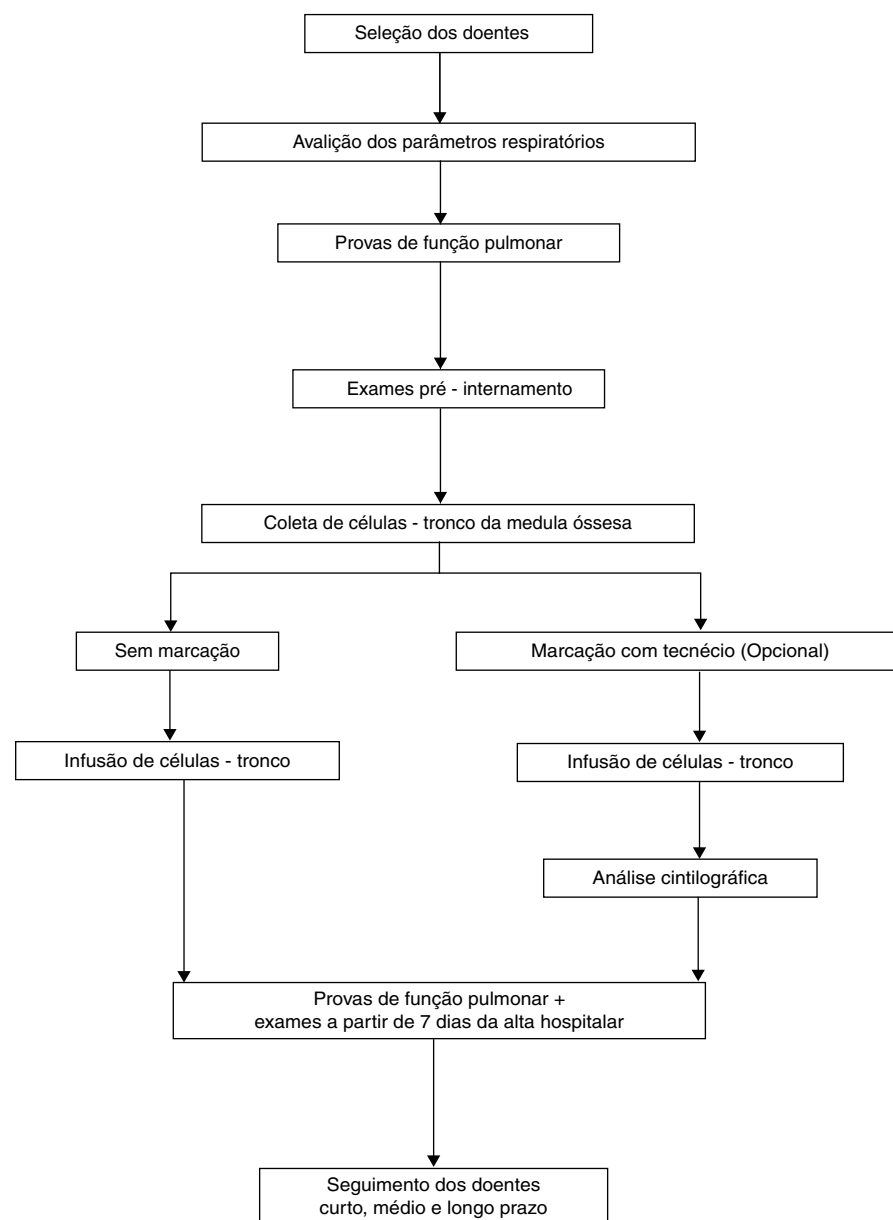 Seleção dos doentes
Avalição dos parâmetros respiratórios
Provas de função pulmonar
Exames pré - internamento
Coleta de células - tronco da medula óssesa
Sem marcação
Marcação com tecnécio (Opcional)
Infusão de células - tronco
Infusão de células - tronco
Análise cintilográfica
Provas de função pulmonar +
exames a partir de 7 dias da alta hospitalar
Seguimento dos doentes
curto, médio e longo prazo